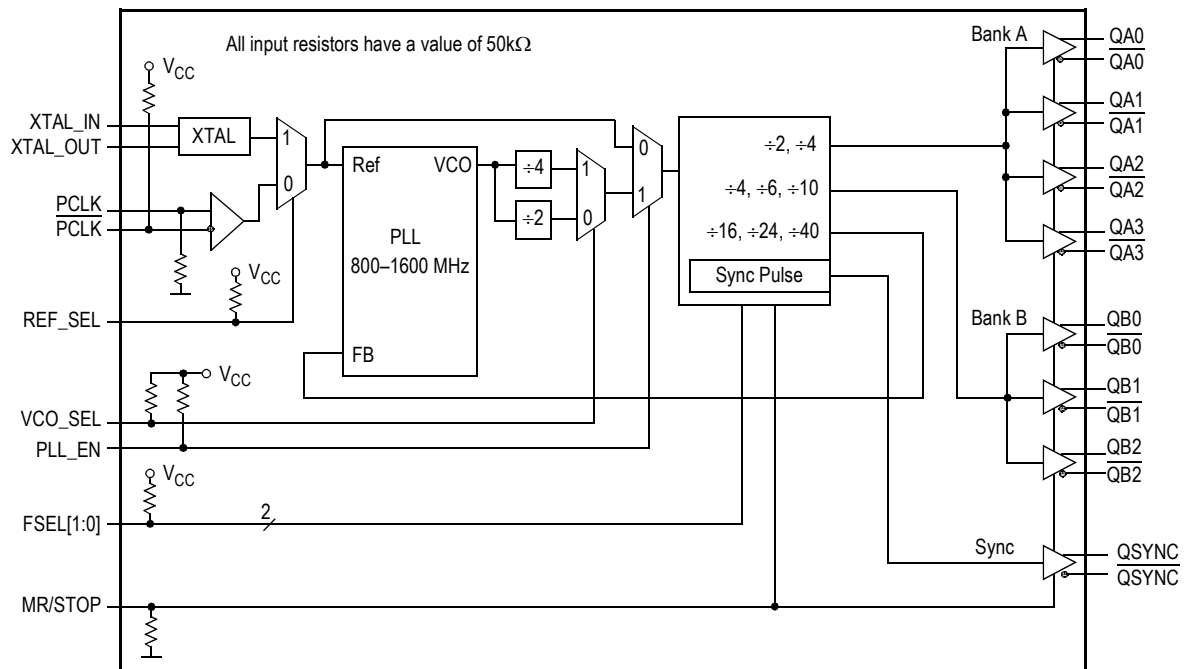 All input resistors have a value of 50kΩ
Bank A
QA0
QA0
VCC
QA1
QA1
XTAL_IN
XTAL_OUT
XTAL
1
0
Ref
VCO
÷4
÷2
1
0
0
1
÷2, ÷4
÷4, ÷6, ÷10
÷16, ÷24, ÷40
Sync Pulse
QA2
QA2
PCLK
PCLK
PLL
800–1600 MHz
QA3
QA3
VCC
REF_SEL
FB
Bank B
QB0
QB0
VCC
VCO_SEL
PLL_EN
QB1
QB1
QB2
QB2
VCC
FSEL[1:0]
2
Sync
QSYNC
QSYNC
MR/STOP